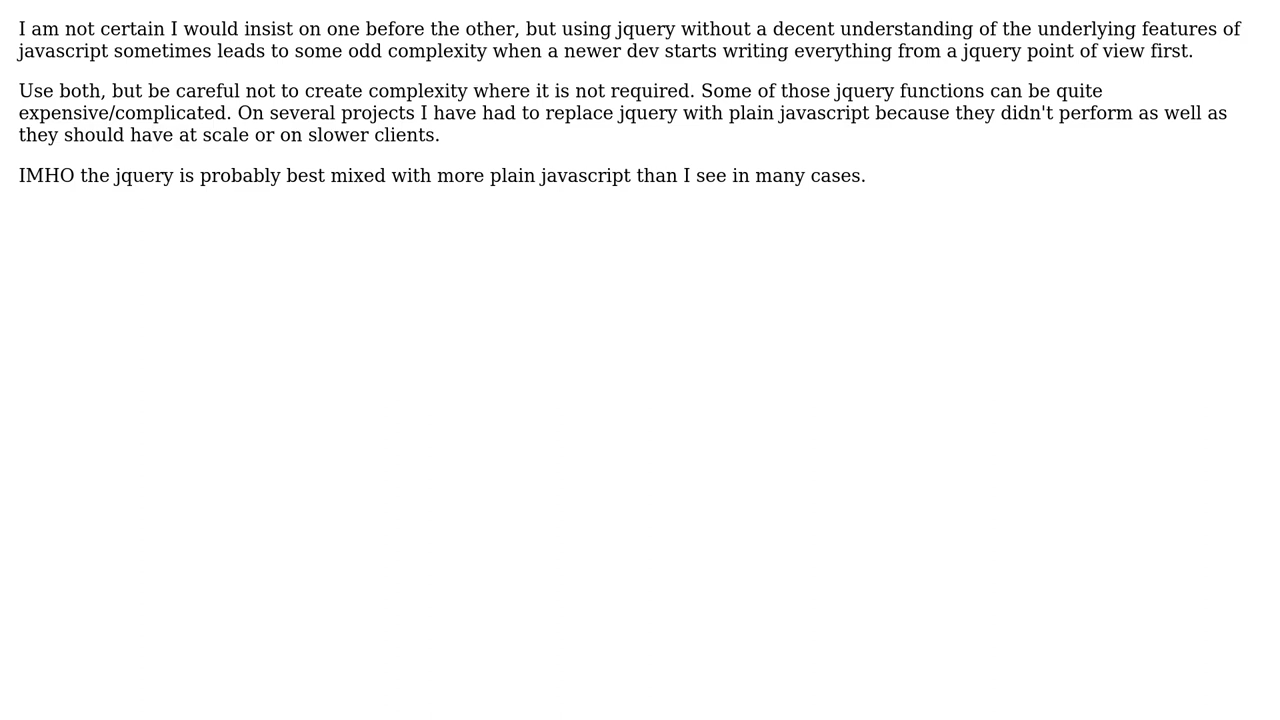 I am not certain I would insist on one before the other, but using jquery without a decent understanding of the underlying features of
javascript sometimes leads to some odd complexity when a newer dev starts writing everything from a jquery point of view first.
Use both, but be careful not to create complexity where it is not required. Some of those jquery functions can be quite
expensive/complicated. On several projects I have had to replace jquery with plain javascript because they didn't perform as well as
they should have at scale or on slower clients.
IMHO the jquery is probably best mixed with more plain javascript than I see in many cases.